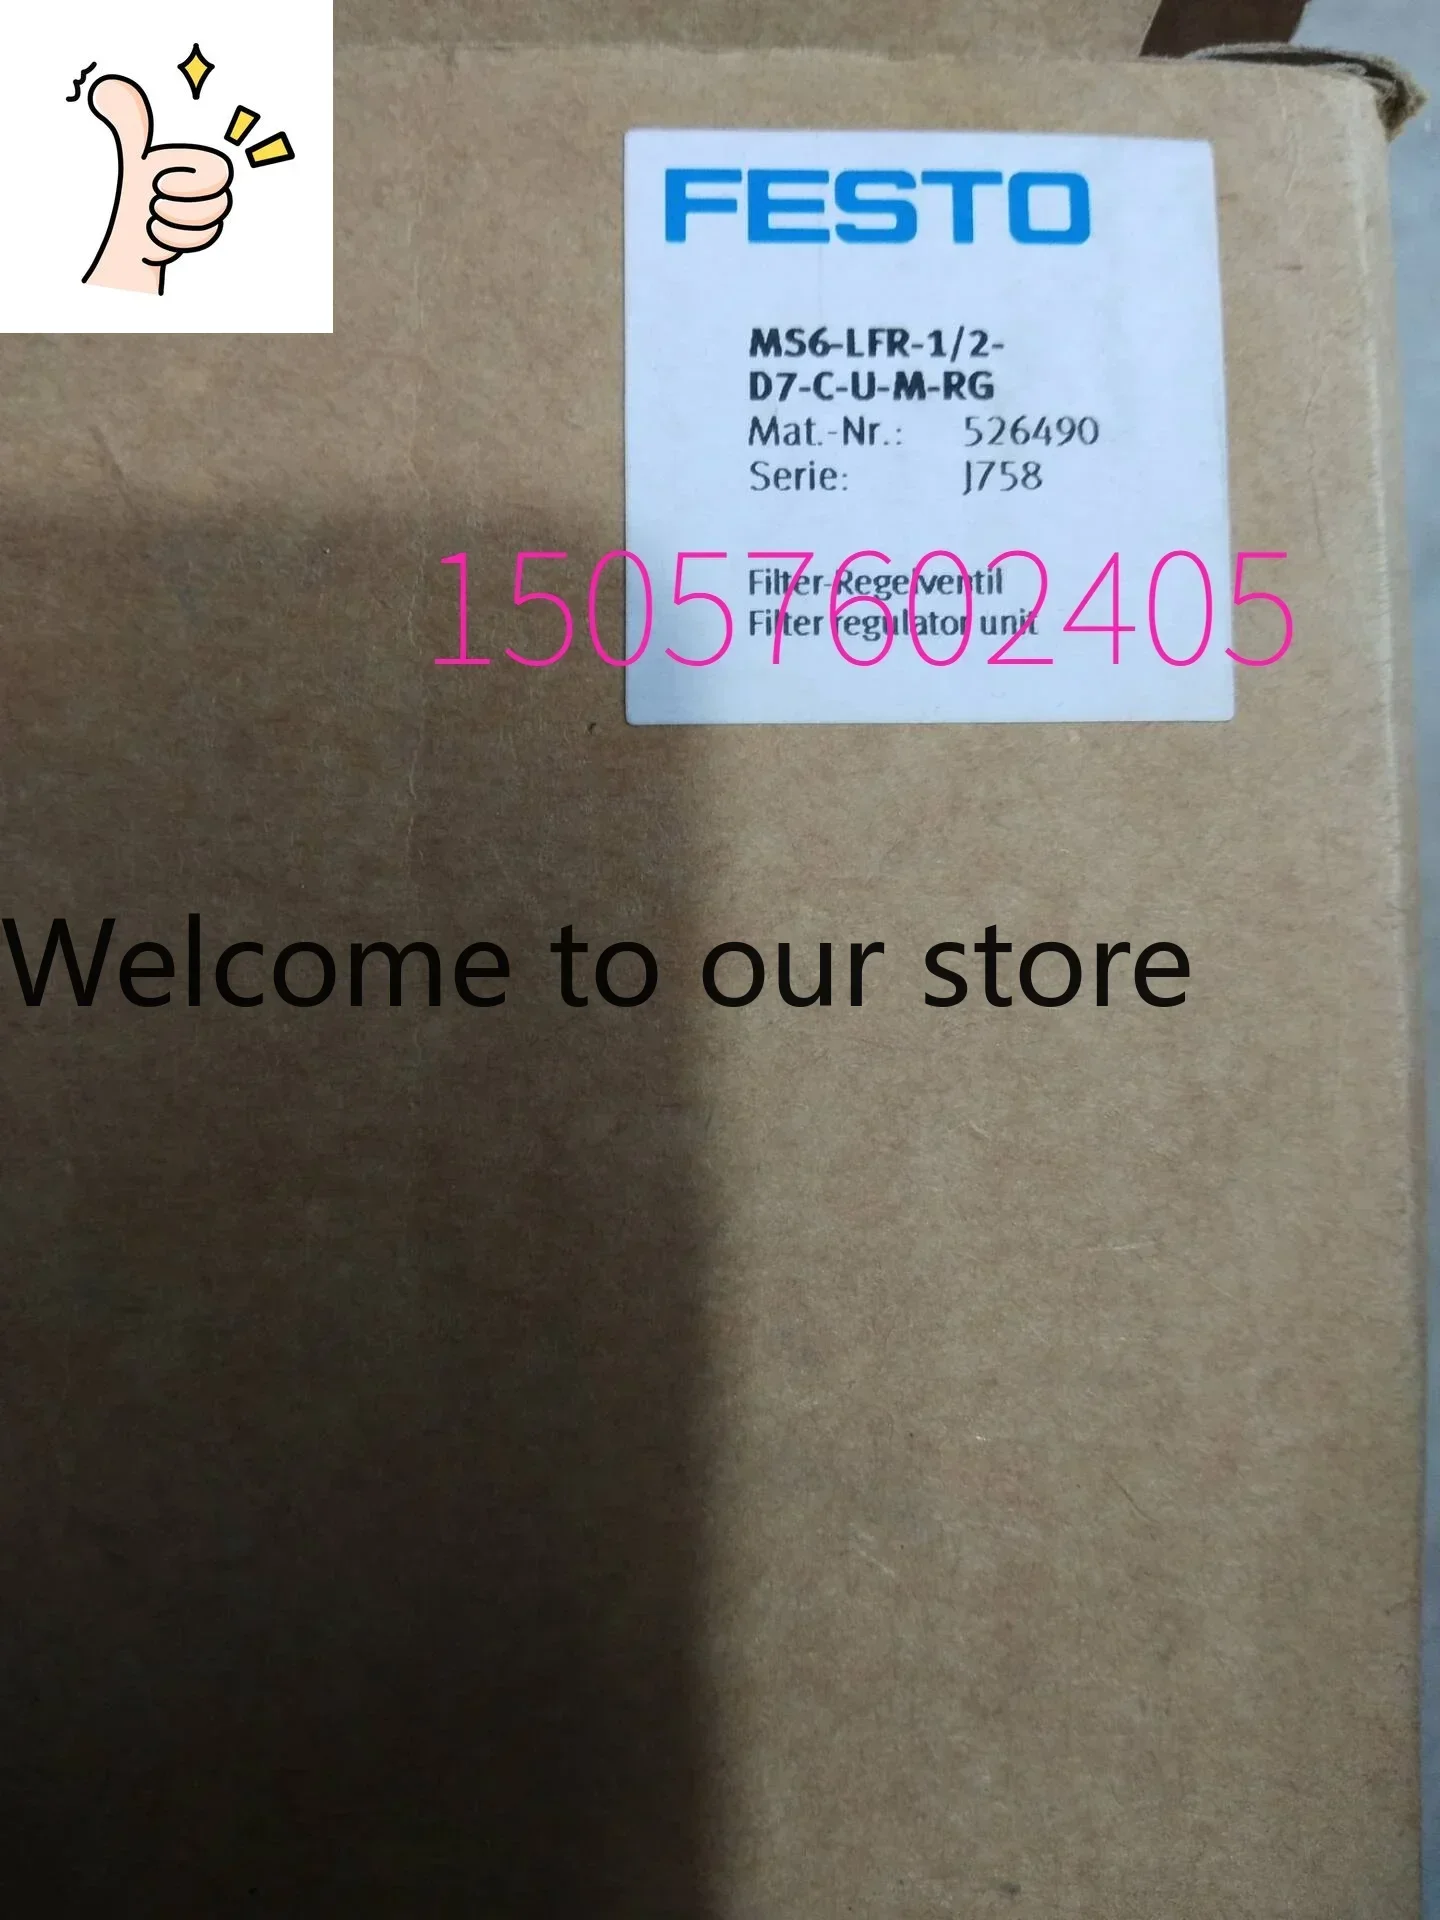 FESTO
MS6-LFR-1/2-
D7-C-U-M-RG
Mat.-Nr.: 526490
Serie: J758
15057602405
Filter-Regelventil
Filter regulator unit
Welcome to our store